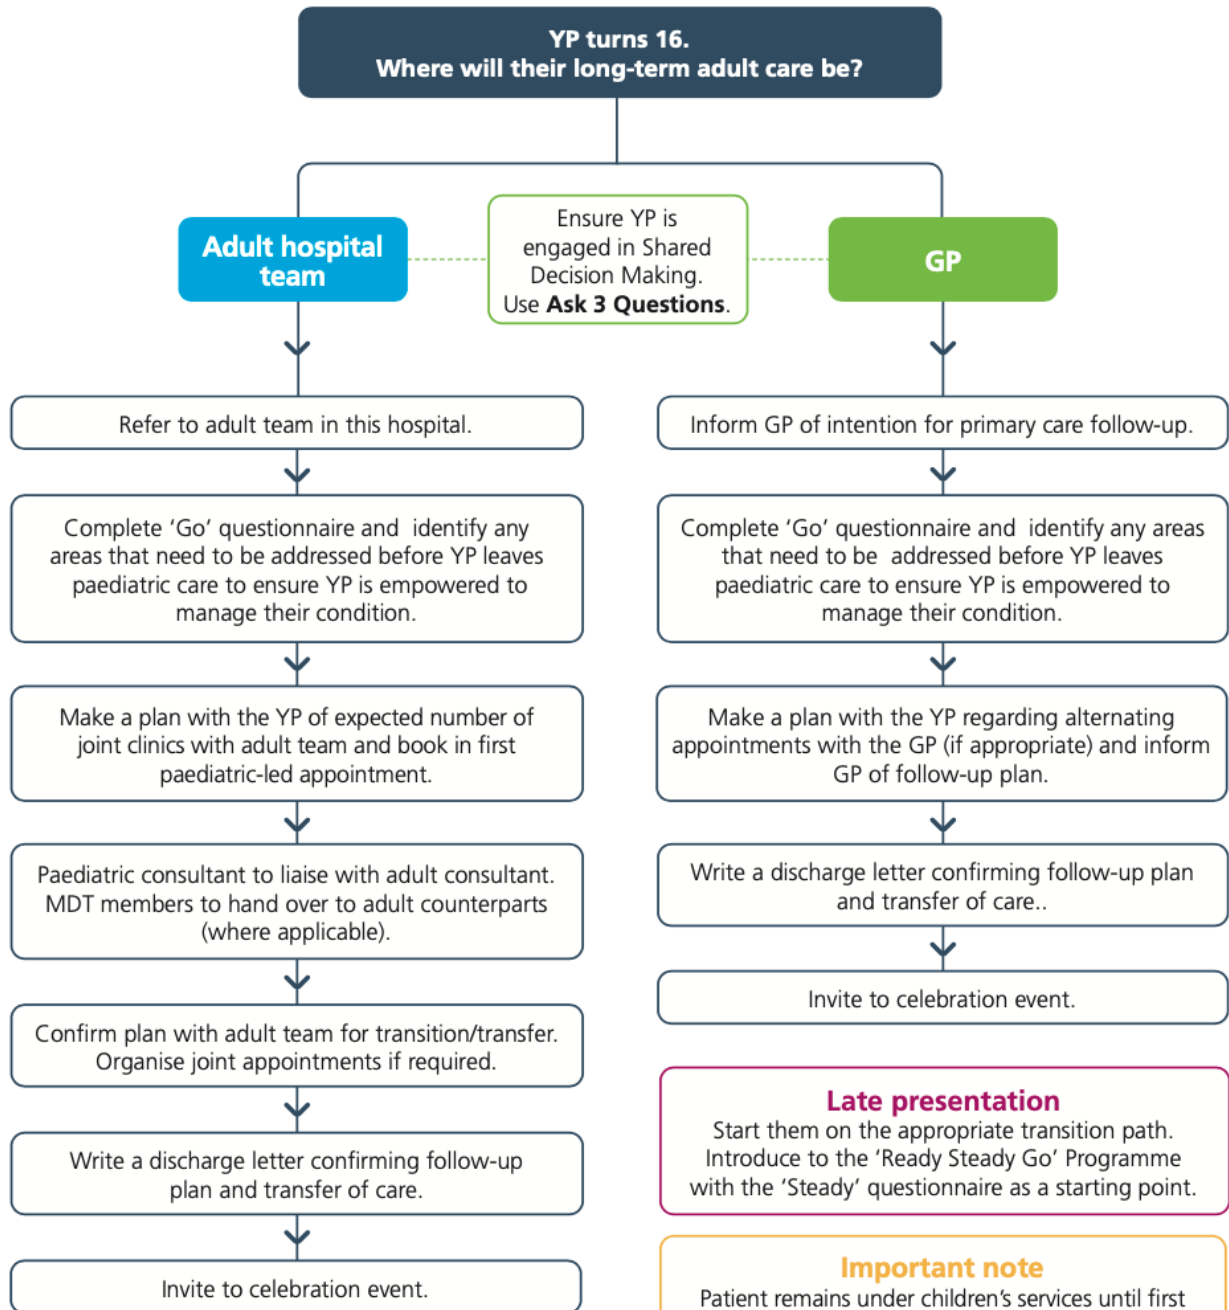 YP turns 16.
Where will their long-term adult care be?
Adult hospital
team
Ensure YP is
engaged in Shared
Decision Making.
Use Ask 3 Questions.
GP
Refer to adult team in this hospital.
Complete ‘Go’ questionnaire and  identify any
areas that need to be addressed before YP leaves
paediatric care to ensure YP is empowered to
manage their condition.
Make a plan with the YP of expected number of
joint clinics with adult team and book in first
paediatric-led appointment.
Paediatric consultant to liaise with adult consultant.
MDT members to hand over to adult counterparts
(where applicable).
Confirm plan with adult team for transition/transfer.
Organise joint appointments if required.
Write a discharge letter confirming follow-up
plan and transfer of care.
Invite to celebration event.
Inform GP of intention for primary care follow-up.
Complete ‘Go’ questionnaire and  identify any areas
that need to be  addressed before YP leaves
paediatric care to ensure YP is empowered to
manage their condition.
Make a plan with the YP regarding alternating
appointments with the GP (if appropriate) and inform
GP of follow-up plan.
Write a discharge letter confirming follow-up plan
and transfer of care..
Invite to celebration event.
Late presentation
Start them on the appropriate transition path.
Introduce to the ‘Ready Steady Go’ Programme
with the ‘Steady’ questionnaire as a starting point.
Important note
Patient remains under children’s services until first